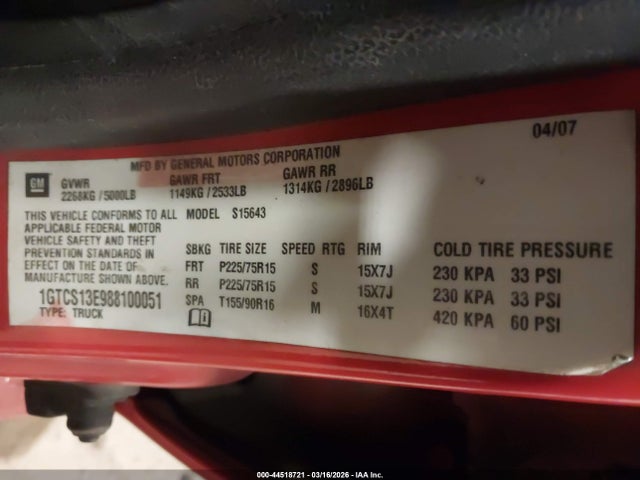 04/07
MFD BY GENERAL MOTORS CORPORATION
GM GVWR GAWR FRT GAWR RR
2268KG / 5000LB 1149KG / 2533LB 1314KG / 2896LB
THIS VEHICLE CONFORMS TO ALL MODEL S15643
APPLICABLE FEDERAL MOTOR
VEHICLE SAFETY AND THEFT
PREVENTION STANDARDS IN
EFFECT ON THE DATE OF
MANUFACTURE SHOWN ABOVE.
1GTCS13E988100051
TYPE: TRUCK
SBKG TIRE SIZE SPEED RTG RIM COLD TIRE PRESSURE
FRT P225/75R15 S 15X7J 230 KPA 33 PSI
RR P225/75R15 S 15X7J 230 KPA 33 PSI
SPA T155/90R16 M 16X4T 420 KPA 60 PSI
000-44518721 | 03/16/2026 | IAA Inc.